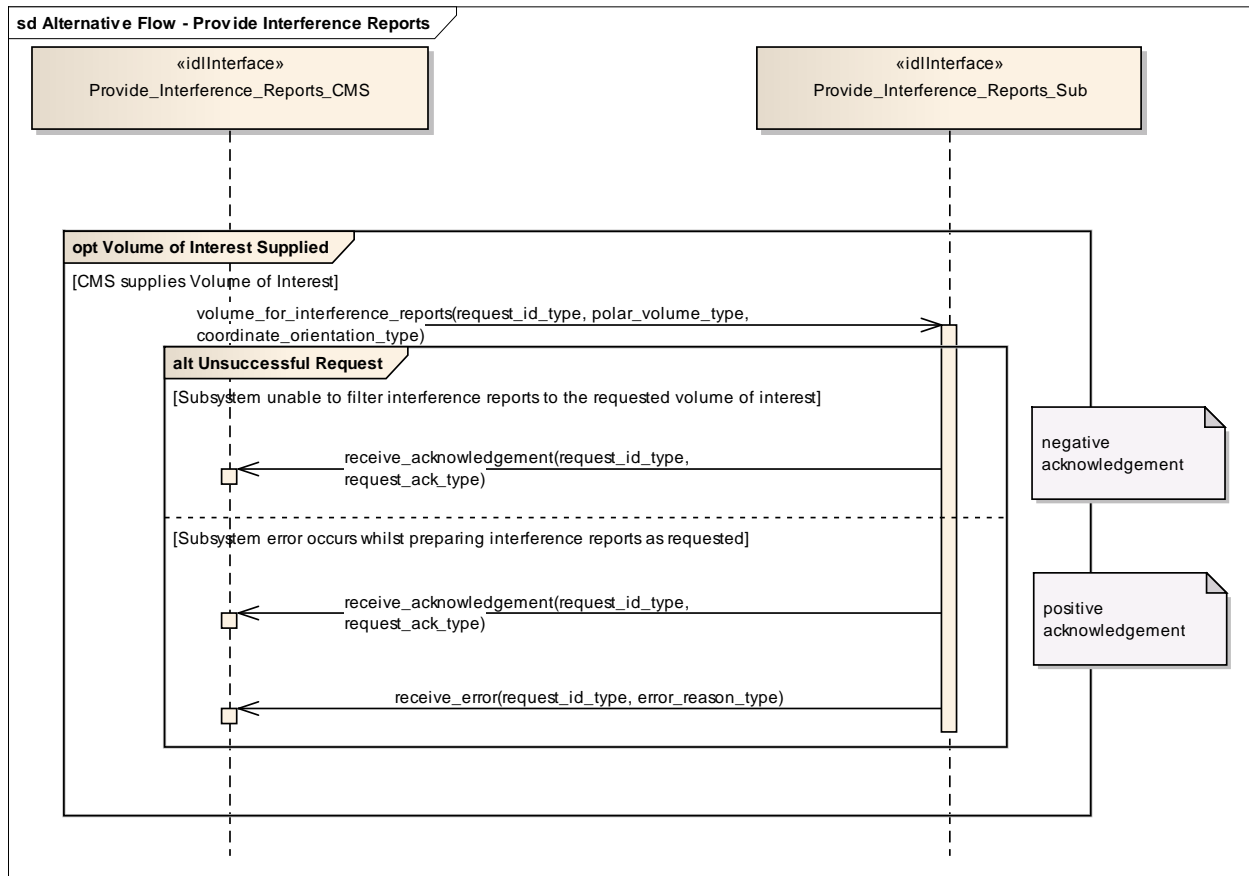 sd Alternative Flow - Provide Interference Reports
«idlInterface»
Provide_Interference_Reports_CMS
«idlInterface»
Provide_Interference_Reports_Sub
opt Volume of Interest Supplied
[CMS supplies Volume of Interest]
volume_for_interference_reports(request_id_type, polar_volume_type,
coordinate_orientation_type)
alt Unsuccessful Request
[Subsystem unable to filter interference reports to the requested volume of interest]
receive_acknowledgement(request_id_type,
request_ack_type)
negative
acknowledgement
[Subsystem error occurs whilst preparing interference reports as requested]
receive_acknowledgement(request_id_type,
request_ack_type)
positive
acknowledgement
receive_error(request_id_type, error_reason_type)